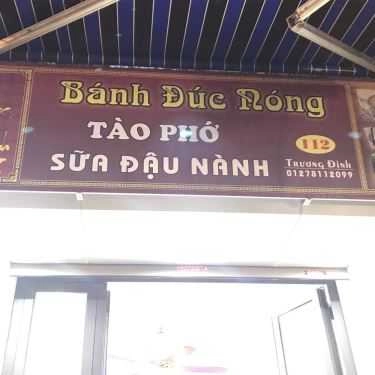 Bánh Đúc Nóng
TÀO PHỚ
SỮA ĐẬU NÀNH
112
Trương Định
01278112099